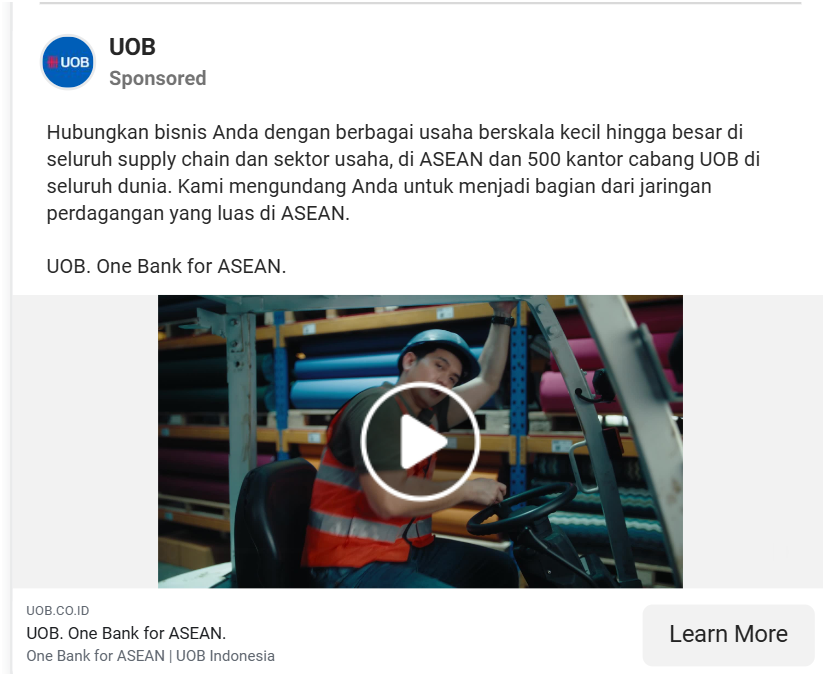 UOB
UOB
Sponsored
Hubungkan bisnis Anda dengan berbagai usaha berskala kecil hingga besar di
seluruh supply chain dan sektor usaha, di ASEAN dan 500 kantor cabang UOB di
seluruh dunia. Kami mengundang Anda untuk menjadi bagian dari jaringan
perdagangan yang luas di ASEAN.
UOB. One Bank for ASEAN.
UOB.CO.ID
UOB. One Bank for ASEAN.
One Bank for ASEAN | UOB Indonesia
Learn More